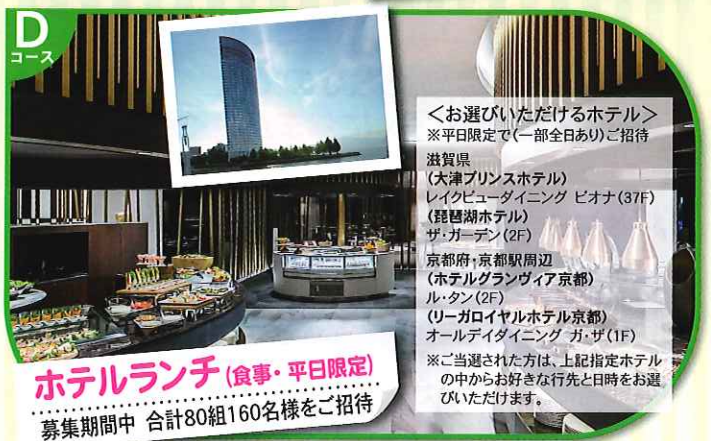 D
コース
＜お選びいただけるホテル＞
※平日限定で(一部全日あり)ご招待
滋賀県
(大津プリンスホテル)
レイクビューダイニング ビオナ(37F)
(琵琶湖ホテル)
ザ・ガーデン(2F)
京都府・京都駅周辺
(ホテルグランヴィア京都)
ル・タン(2F)
(リーガロイヤルホテル京都)
オールデイダイニング カ・ザ(1F)
※ご当選された方は、上記指定ホテル
の中からお好きな行先と日時をお選
びいただけます。
ホテルランチ(食事・平日限定)
募集期間中 合計80組160名様をご招待